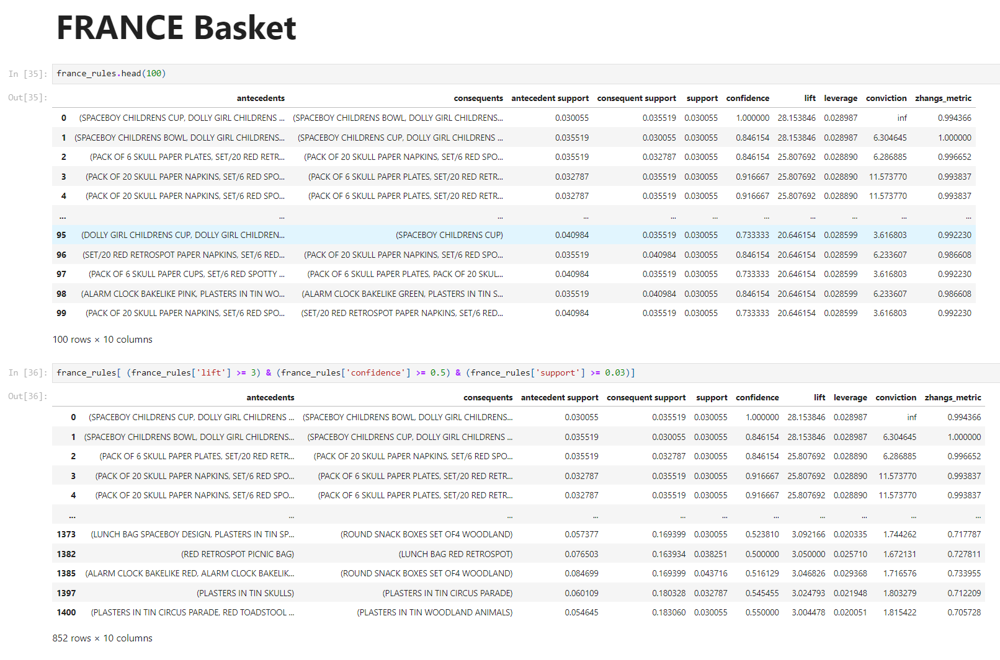 FRANCE Basket
In [35]: france_rules.head(100)
Out[35]:
antecedents consequents antecedent support consequent support support confidence lift leverage conviction zhangs_metric
0 (SPACEBOY CHILDRENS CUP, DOLLY GIRL CHILDRENS ... (SPACEBOY CHILDRENS BOWL, DOLLY GIRL CHILDRENS... 0.030055 0.035519 0.030055 1.000000 28.153846 0.028987 inf 0.994366
1 (SPACEBOY CHILDRENS BOWL, DOLLY GIRL CHILDRENS... (SPACEBOY CHILDRENS CUP, DOLLY GIRL CHILDRENS ... 0.035519 0.030055 0.030055 0.846154 28.153846 0.028987 6.304645 1.000000
2 (PACK OF 6 SKULL PAPER PLATES, SET/20 RED RETR... (PACK OF 20 SKULL PAPER NAPKINS, SET/6 RED SPO... 0.035519 0.032787 0.030055 0.846154 25.807692 0.028890 6.286885 0.996652
3 (PACK OF 20 SKULL PAPER NAPKINS, SET/6 RED SPO... (PACK OF 6 SKULL PAPER PLATES, SET/20 RED RETR... 0.032787 0.035519 0.030055 0.916667 25.807692 0.028890 11.573770 0.993837
4 (PACK OF 20 SKULL PAPER NAPKINS, SET/6 RED SPO... (PACK OF 6 SKULL PAPER PLATES, SET/20 RED RETR... 0.032787 0.035519 0.030055 0.916667 25.807692 0.028890 11.573770 0.993837
... ... ... ... ... ... ... ... ... ... ...
95 (DOLLY GIRL CHILDRENS CUP, DOLLY GIRL CHILDREN... (SPACEBOY CHILDRENS CUP) 0.040984 0.035519 0.030055 0.733333 20.646154 0.028599 3.616803 0.992230
96 (SET/20 RED RETROSPOT PAPER NAPKINS, SET/6 RED... (PACK OF 20 SKULL PAPER NAPKINS, SET/6 RED SPO... 0.035519 0.040984 0.030055 0.846154 20.646154 0.028599 6.233607 0.986608
97 (PACK OF 6 SKULL PAPER CUPS, SET/6 RED SPOTTY ... (PACK OF 6 SKULL PAPER PLATES, PACK OF 20 SKUL... 0.040984 0.035519 0.030055 0.733333 20.646154 0.028599 3.616803 0.992230
98 (ALARM CLOCK BAKELIKE PINK, PLASTERS IN TIN WO... (ALARM CLOCK BAKELIKE GREEN, PLASTERS IN TIN S... 0.035519 0.040984 0.030055 0.846154 20.646154 0.028599 6.233607 0.986608
99 (PACK OF 20 SKULL PAPER NAPKINS, SET/6 RED SPO... (SET/20 RED RETROSPOT PAPER NAPKINS, SET/6 RED... 0.040984 0.035519 0.030055 0.733333 20.646154 0.028599 3.616803 0.992230
100 rows × 10 columns
In [36]: france_rules[ (france_rules['lift'] >= 3) & (france_rules['confidence'] >= 0.5) & (france_rules['support'] >= 0.03)]
Out[36]:
antecedents consequents antecedent support consequent support support confidence lift leverage conviction zhangs_metric
0 (SPACEBOY CHILDRENS CUP, DOLLY GIRL CHILDRENS ... (SPACEBOY CHILDRENS BOWL, DOLLY GIRL CHILDRENS... 0.030055 0.035519 0.030055 1.000000 28.153846 0.028987 inf 0.994366
1 (SPACEBOY CHILDRENS BOWL, DOLLY GIRL CHILDRENS... (SPACEBOY CHILDRENS CUP, DOLLY GIRL CHILDRENS ... 0.035519 0.030055 0.030055 0.846154 28.153846 0.028987 6.304645 1.000000
2 (PACK OF 6 SKULL PAPER PLATES, SET/20 RED RETR... (PACK OF 20 SKULL PAPER NAPKINS, SET/6 RED SPO... 0.035519 0.032787 0.030055 0.846154 25.807692 0.028890 6.286885 0.996652
3 (PACK OF 20 SKULL PAPER NAPKINS, SET/6 RED SPO... (PACK OF 6 SKULL PAPER PLATES, SET/20 RED RETR... 0.032787 0.035519 0.030055 0.916667 25.807692 0.028890 11.573770 0.993837
4 (PACK OF 20 SKULL PAPER NAPKINS, SET/6 RED SPO... (PACK OF 6 SKULL PAPER PLATES, SET/20 RED RETR... 0.032787 0.035519 0.030055 0.916667 25.807692 0.028890 11.573770 0.993837
... ... ... ... ... ... ... ... ... ... ...
1373 (LUNCH BAG SPACEBOY DESIGN, PLASTERS IN TIN SP... (ROUND SNACK BOXES SET OF4 WOODLAND) 0.057377 0.169399 0.030055 0.523810 3.092166 0.020335 1.744262 0.717787
1382 (RED RETROSPOT PICNIC BAG) (LUNCH BAG RED RETROSPOT) 0.076503 0.163934 0.038251 0.500000 3.050000 0.025710 1.672131 0.727811
1385 (ALARM CLOCK BAKELIKE RED, ALARM CLOCK BAKELIK... (ROUND SNACK BOXES SET OF4 WOODLAND) 0.084699 0.169399 0.043716 0.516129 3.046826 0.029368 1.716576 0.733955
1397 (PLASTERS IN TIN SKULLS) (PLASTERS IN TIN CIRCUS PARADE) 0.060109 0.180328 0.032787 0.545455 3.024793 0.021948 1.803279 0.712209
1400 (PLASTERS IN TIN CIRCUS PARADE, RED TOADSTOOL ... (PLASTERS IN TIN WOODLAND ANIMALS) 0.054645 0.183060 0.030055 0.550000 3.004478 0.020051 1.815422 0.705728
852 rows × 10 columns